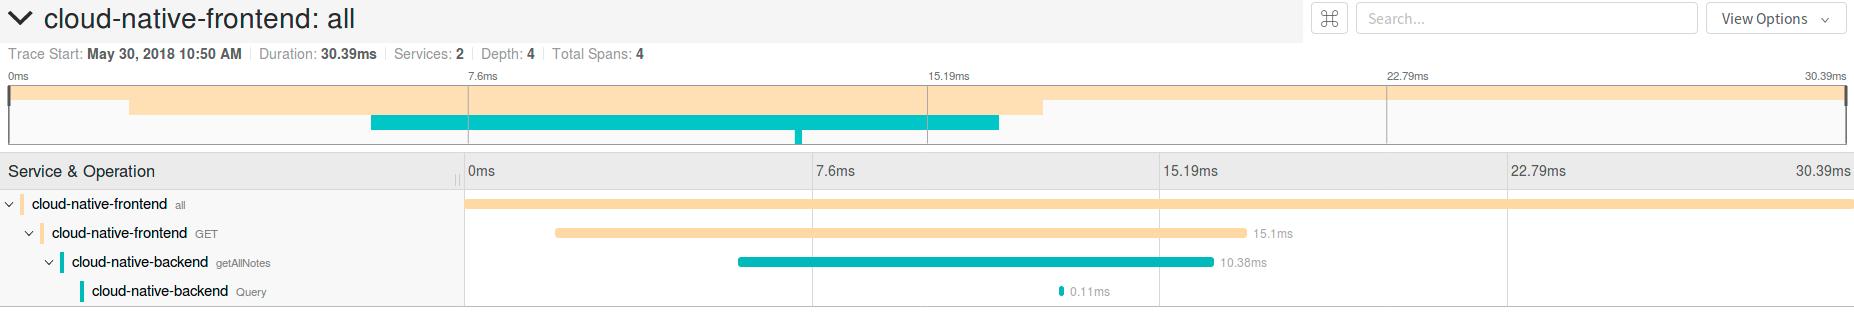 cloud-native-frontend: all
⌘ Search... View Options
Trace Start: May 30, 2018 10:50 AM Duration: 30.39ms Services: 2 Depth: 4 Total Spans: 4
0ms 7.6ms 15.19ms 22.79ms 30.39ms
Service & Operation 0ms 7.6ms 15.19ms 22.79ms 30.39ms
cloud-native-frontend all
cloud-native-frontend GET 15.1ms
cloud-native-backend getAllNotes 10.38ms
cloud-native-backend Query 0.11ms